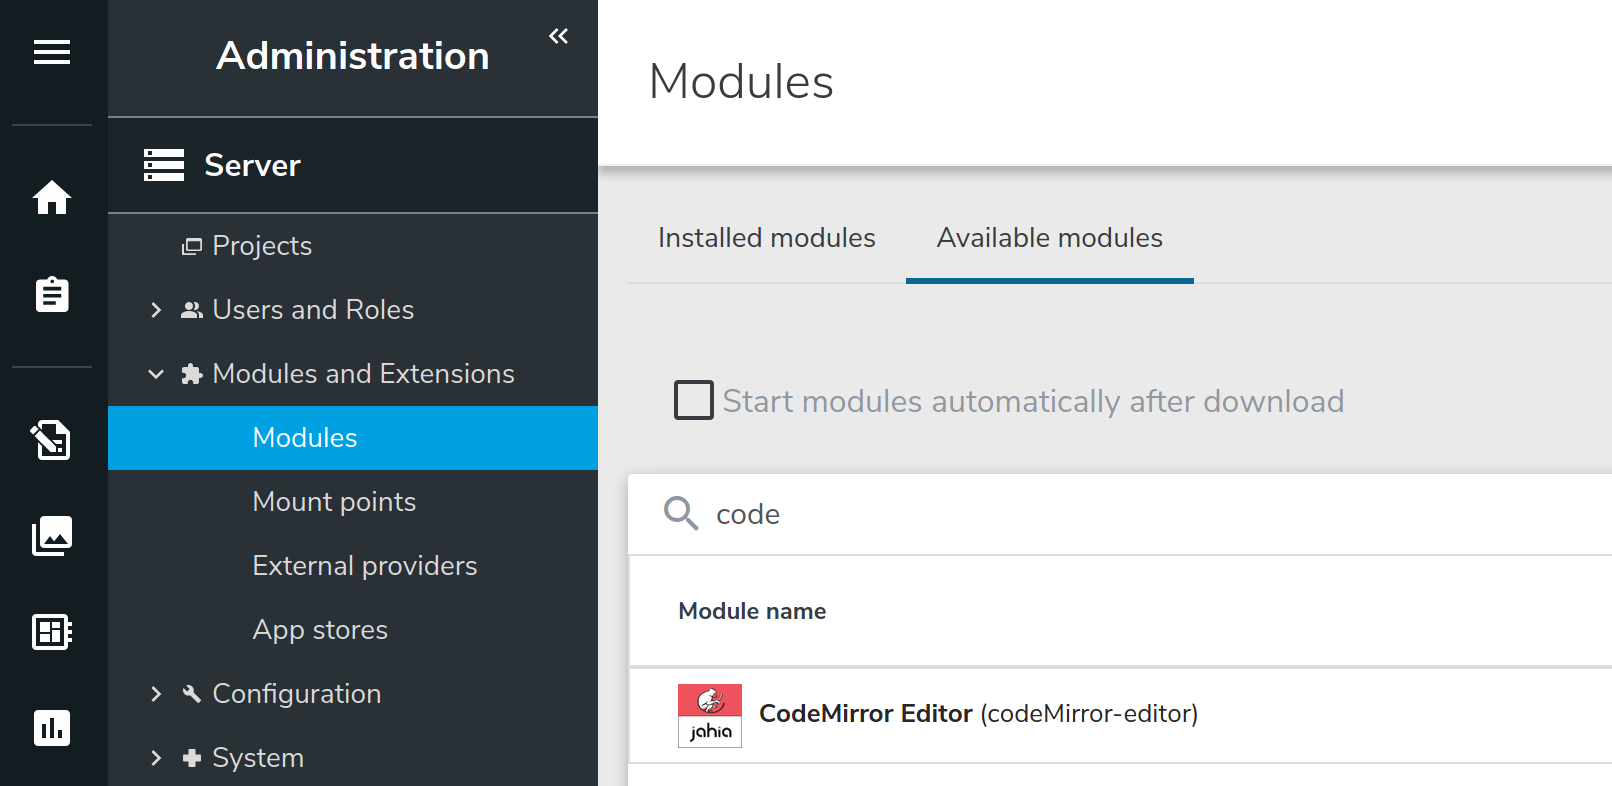 Administration
Server
Projects
Users and Roles
Modules and Extensions
Modules
Mount points
External providers
App stores
Configuration
System
Modules
Installed modules
Available modules
Start modules automatically after download
code
Module name
jahia
CodeMirror Editor (codeMirror-editor)